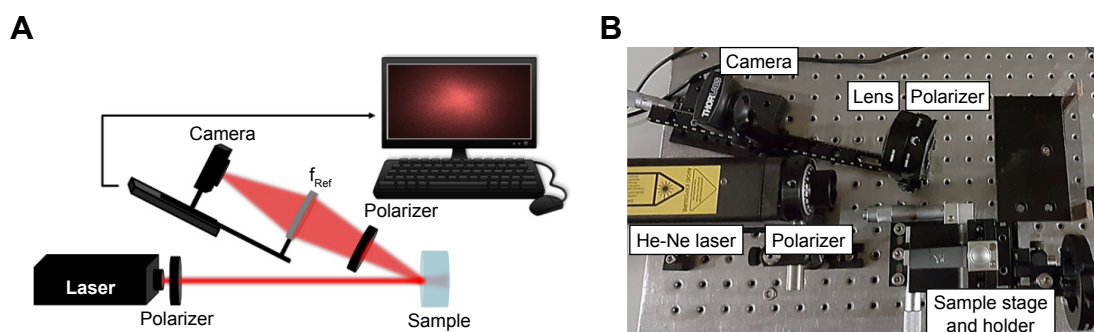 A
Camera
f_Ref
Polarizer
Laser
Polarizer
Sample
B
Camera
THORLABS
Lens
Polarizer
He-Ne laser
Polarizer
Sample stage
and holder